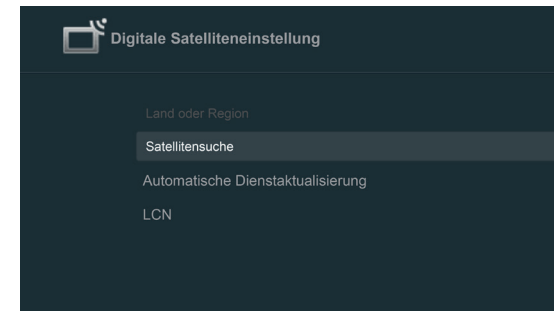 Digitale Satelliteneinstellung
Land oder Region
Satellitensuche
Automatische Dienstaktualisierung
LCN